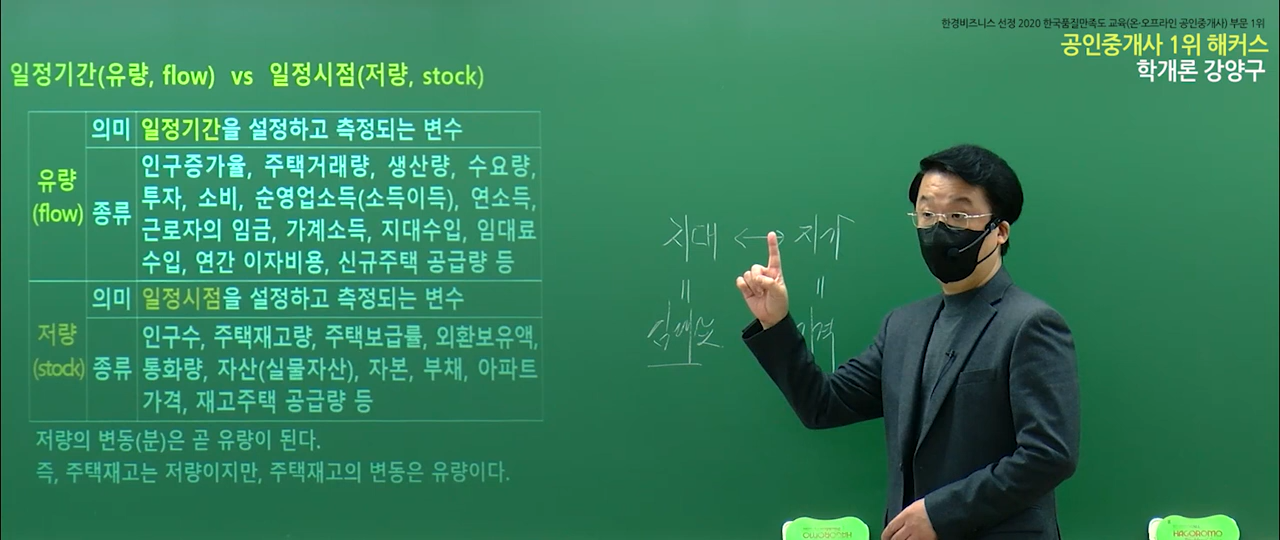 한경비즈니스 선정 2020 한국품질만족도 교육(온·오프라인 공인중개사) 부문 1위
공인중개사 1위 해커스
학개론 강양구
일정기간(유량, flow) vs 일정시점(저량, stock)
유량
(flow)
의미
일정기간을 설정하고 측정되는 변수
종류
인구증가율, 주택거래량, 생산량, 수요량,
투자, 소비, 순영업소득(소득이득), 연소득,
근로자의 임금, 가계소득, 지대수입, 임대료
수입, 연간 이자비용, 신규주택 공급량 등
저량
(stock)
의미
일정시점을 설정하고 측정되는 변수
종류
인구수, 주택재고량, 주택보급률, 외환보유액,
통화량, 자산(실물자산), 자본, 부채, 아파트
가격, 재고주택 공급량 등
저량의 변동(분)은 곧 유량이 된다.
즉, 주택재고는 저량이지만, 주택재고의 변동은 유량이다.
지대 ↔ 지가
= =
임대료 가격
HAGOROMO
HAGOROMO